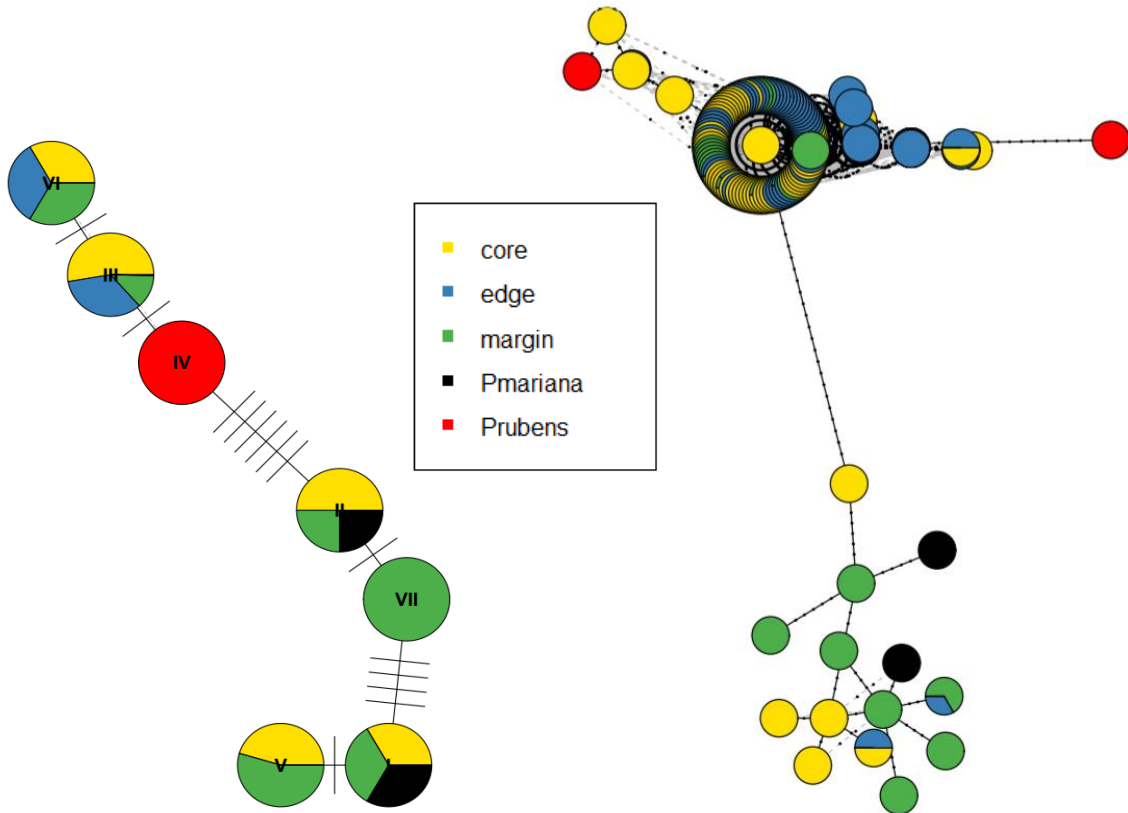 VI
III
IV
II
VII
V
I
core
edge
margin
Pmariana
Prubens